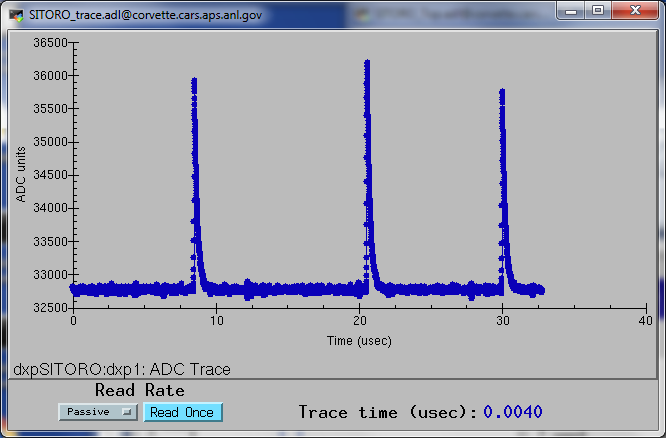 SITORO_trace.adl@corvette.cars.aps.anl.gov
36500
36000
35500
35000
34500
34000
33500
33000
32500
ADC units
0 10 20 30 40
Time (usec)
dxpSITORO:dxp1: ADC Trace
Read Rate
Passive Read Once Trace time (usec): 0.0040